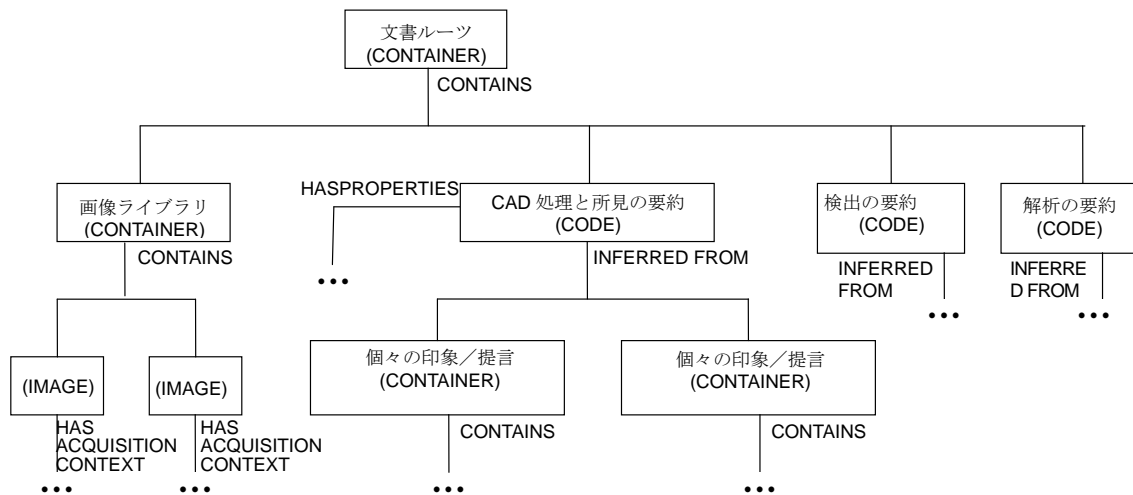 文書ルーツ
(CONTAINER)
CONTAINS
画像ライブラリ
(CONTAINER)
CONTAINS
HASPROPERTIES
•••
CAD 処理と所見の要約
(CODE)
INFERRED FROM
検出の要約
(CODE)
INFERRED
FROM
•••
解析の要約
(CODE)
INFERRE
D FROM
•••
(IMAGE)
HAS
ACQUISITION
CONTEXT
•••
(IMAGE)
HAS
ACQUISITION
CONTEXT
•••
個々の印象／提言
(CONTAINER)
CONTAINS
•••
個々の印象／提言
(CONTAINER)
CONTAINS
•••